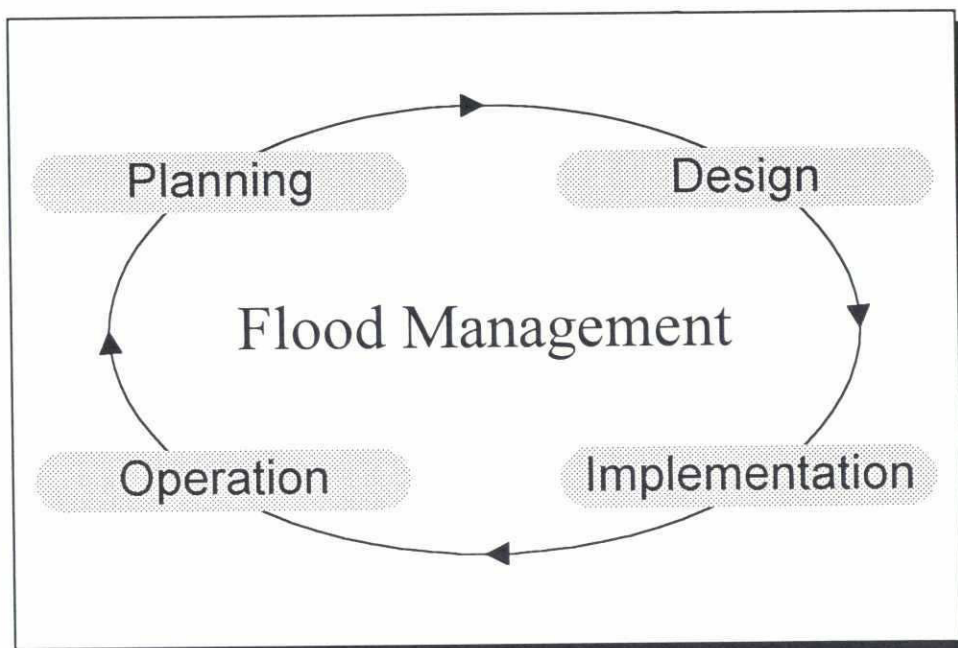 Planning
Design
Flood Management
Operation
Implementation